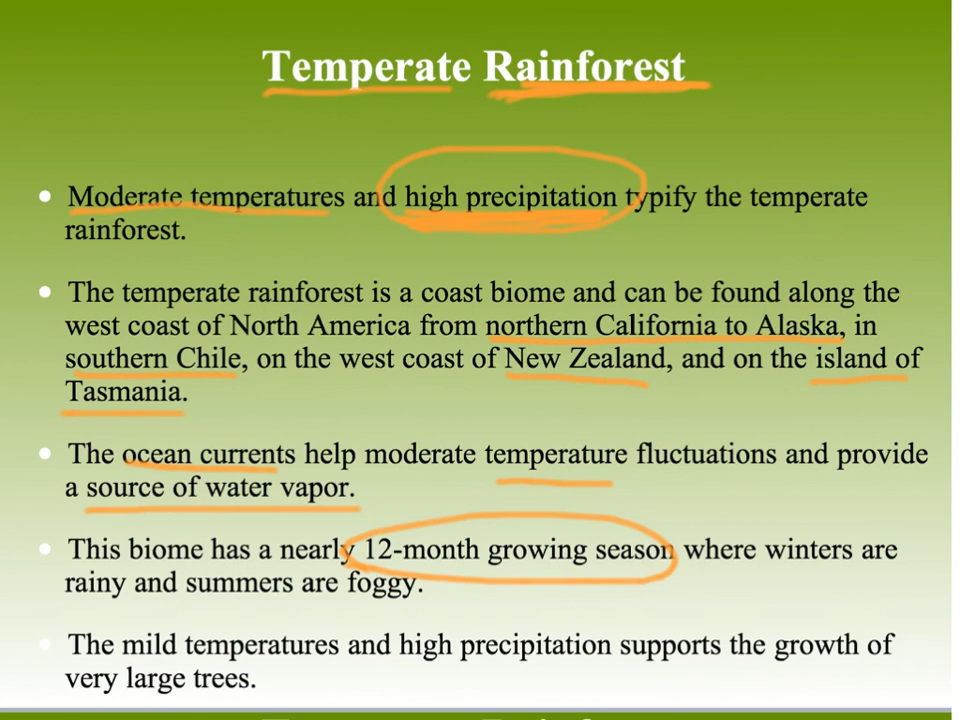 Temperate Rainforest
• Moderate temperatures and high precipitation typify the temperate
rainforest.
• The temperate rainforest is a coast biome and can be found along the
west coast of North America from northern California to Alaska, in
southern Chile, on the west coast of New Zealand, and on the island of
Tasmania.
• The ocean currents help moderate temperature fluctuations and provide
a source of water vapor.
• This biome has a nearly 12-month growing season where winters are
rainy and summers are foggy.
• The mild temperatures and high precipitation supports the growth of
very large trees.